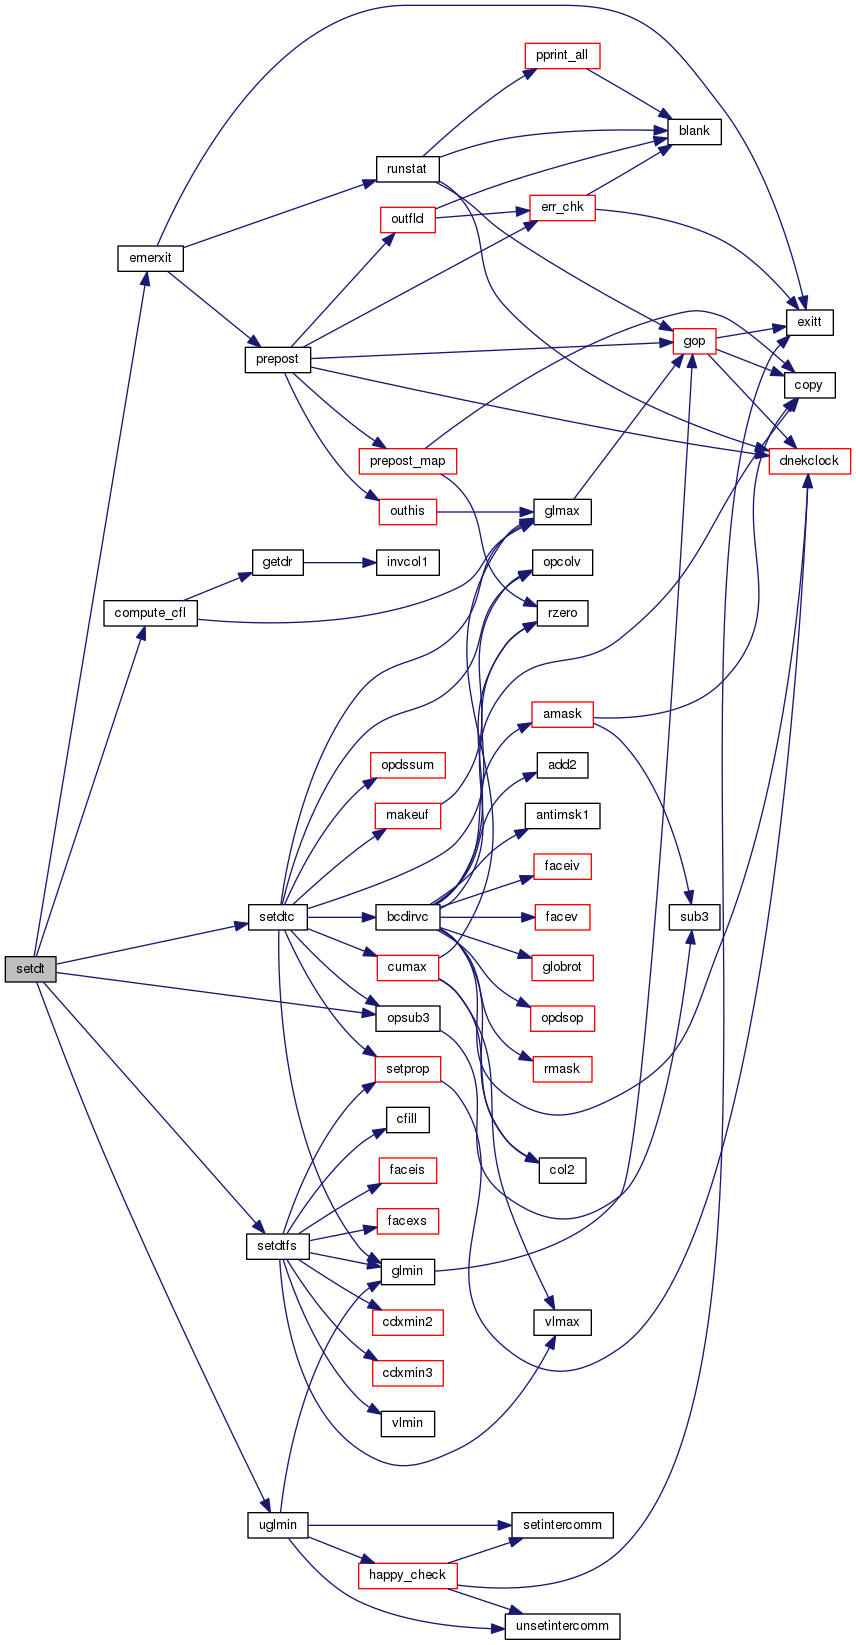 pprint_all
blank
runstat
err_chk
outfld
emerxit
exitt
gop
prepost
copy
prepost_map
dnekclock
outhis
glmax
getdr
invcol1
opcolv
compute_cfl
rzero
amask
opdssum
add2
makeuf
antimsk1
faceiv
setdtc
bcdirvc
facev
sub3
setdt
cumax
globrot
opsub3
opdsop
setprop
rmask
cfill
faceis
col2
facexs
setdtfs
glmin
cdxmin2
vlmax
cdxmin3
vlmin
uglmin
setintercomm
happy_check
unsetintercomm